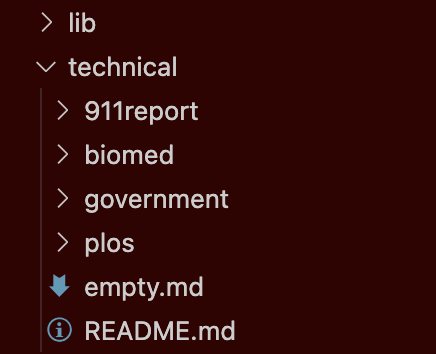 lib
technical
911report
biomed
government
plos
empty.md
README.md